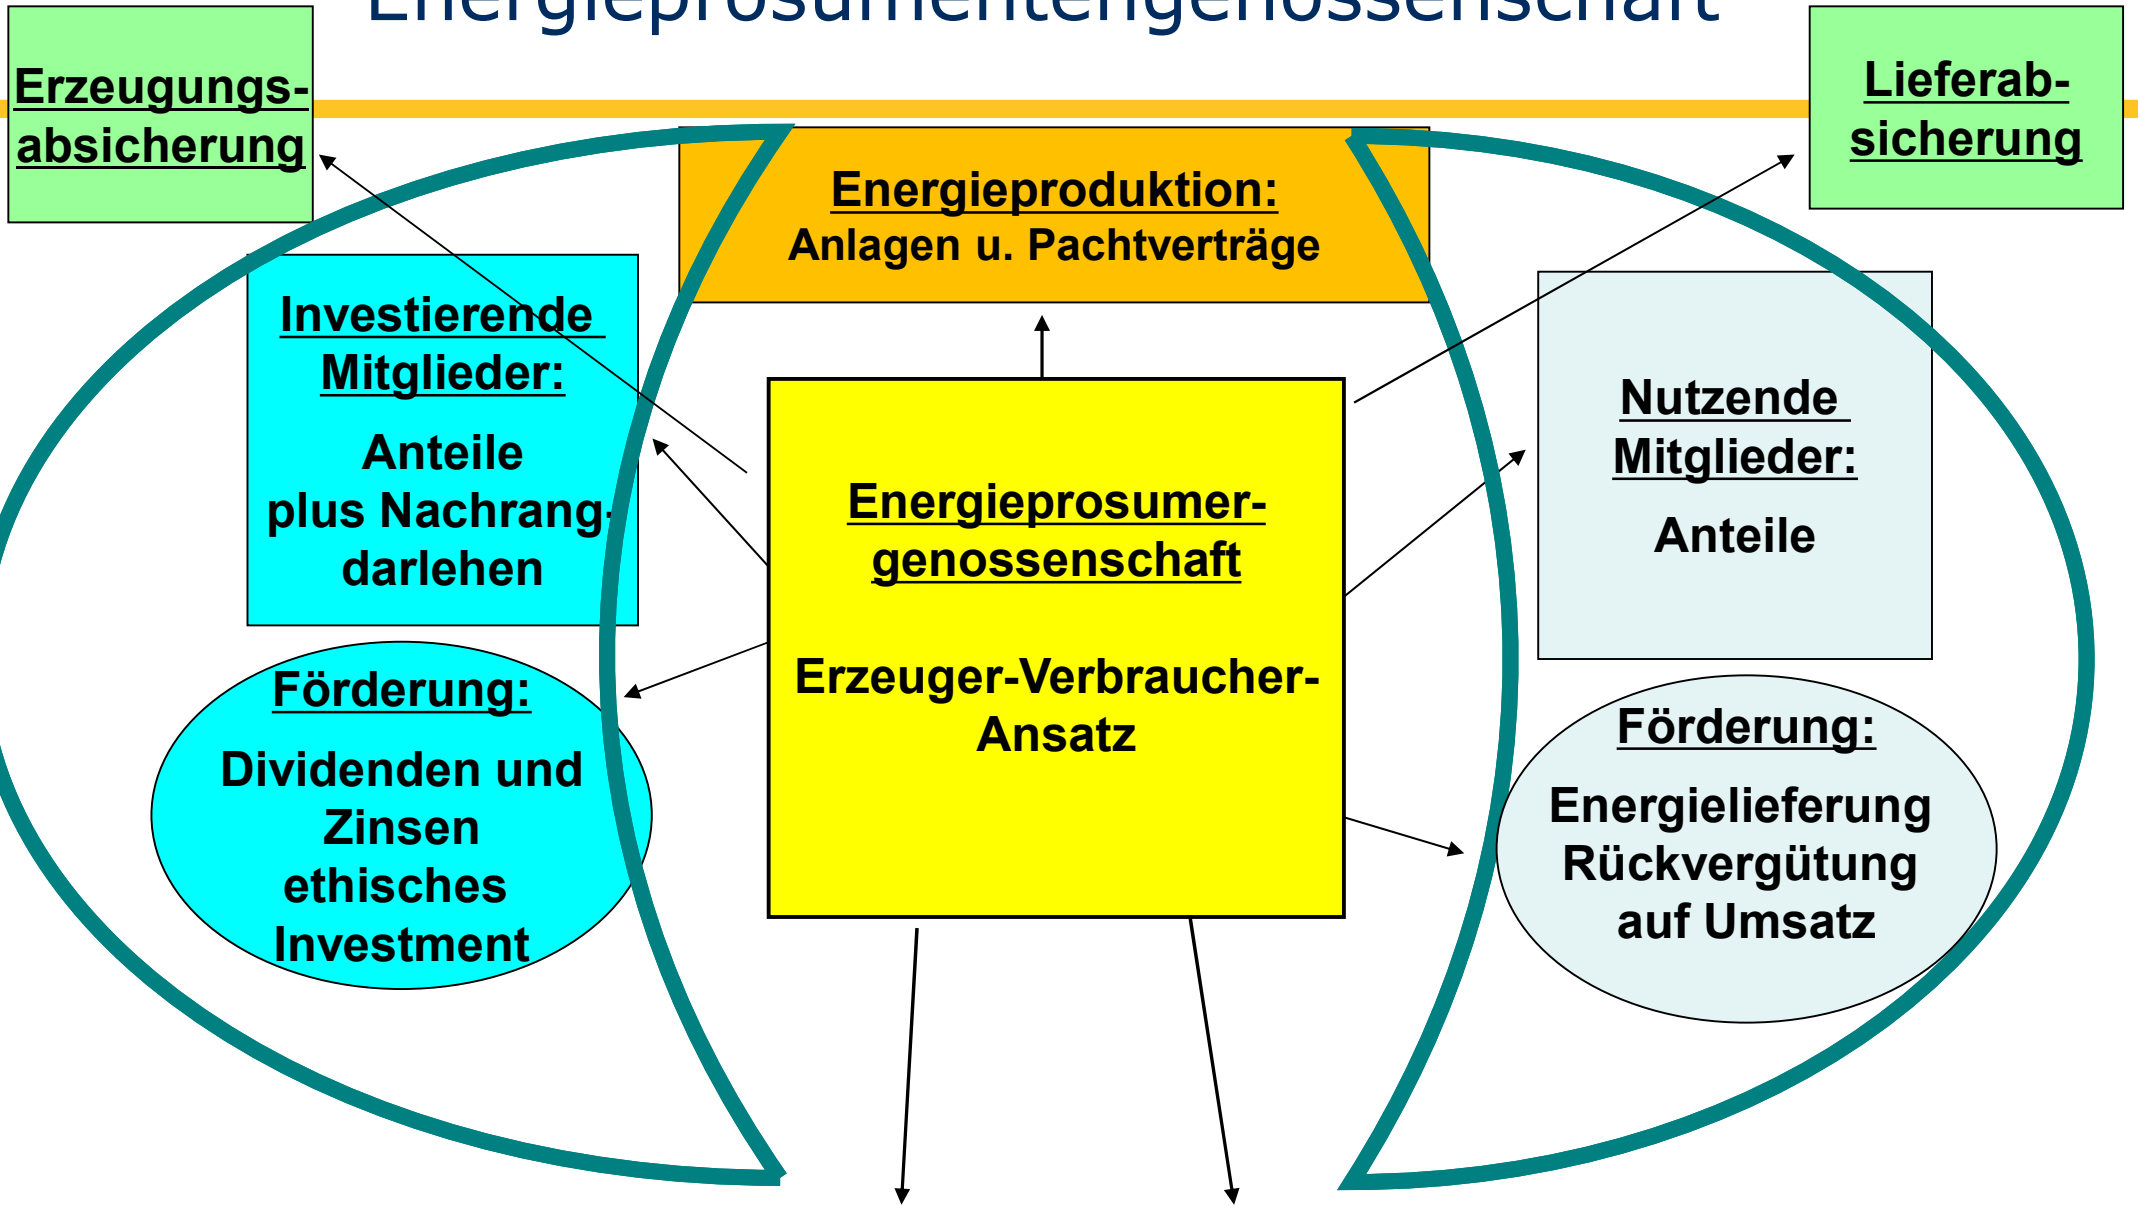 Energieprosumentengenossenschaft
Erzeugungs-
absicherung
Lieferab-
sicherung
Energieproduktion:
Anlagen u. Pachtverträge
Investierende
Mitglieder:
Anteile
plus Nachrang-
darlehen
Förderung:
Dividenden und
Zinsen
ethisches
Investment
Energieprosumer-
genossenschaft
Erzeuger-Verbraucher-
Ansatz
Nutzende
Mitglieder:
Anteile
Förderung:
Energielieferung
Rückvergütung
auf Umsatz